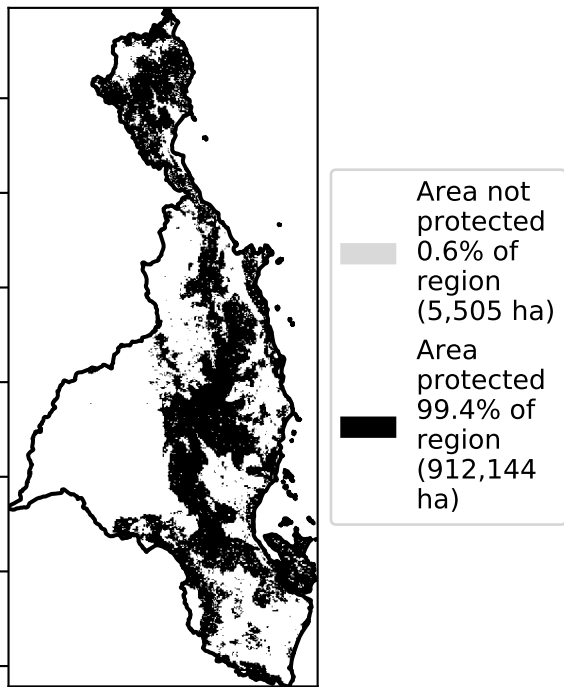 Area not
protected
0.6% of
region
(5,505 ha)
Area
protected
99.4% of
region
(912,144
ha)